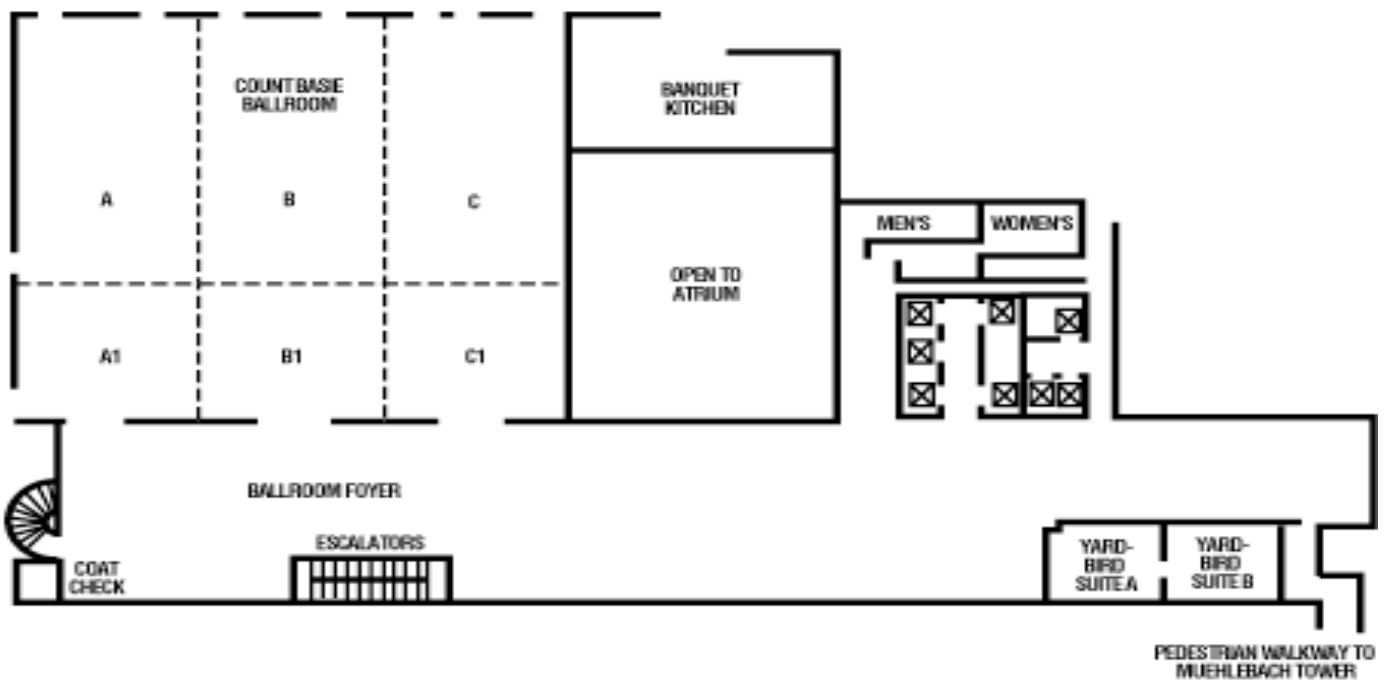 COUNT BASIE
BALLROOM
BANQUET
KITCHEN
A
B
C
MEN'S
WOMEN'S
OPEN TO
ATRIUM
A1
B1
C1
BALLROOM FOYER
ESCALATORS
COAT
CHECK
YARD-
BIRD
SUITE A
YARD-
BIRD
SUITE B
PEDESTRIAN WALKWAY TO
MUEHLEBACH TOWER